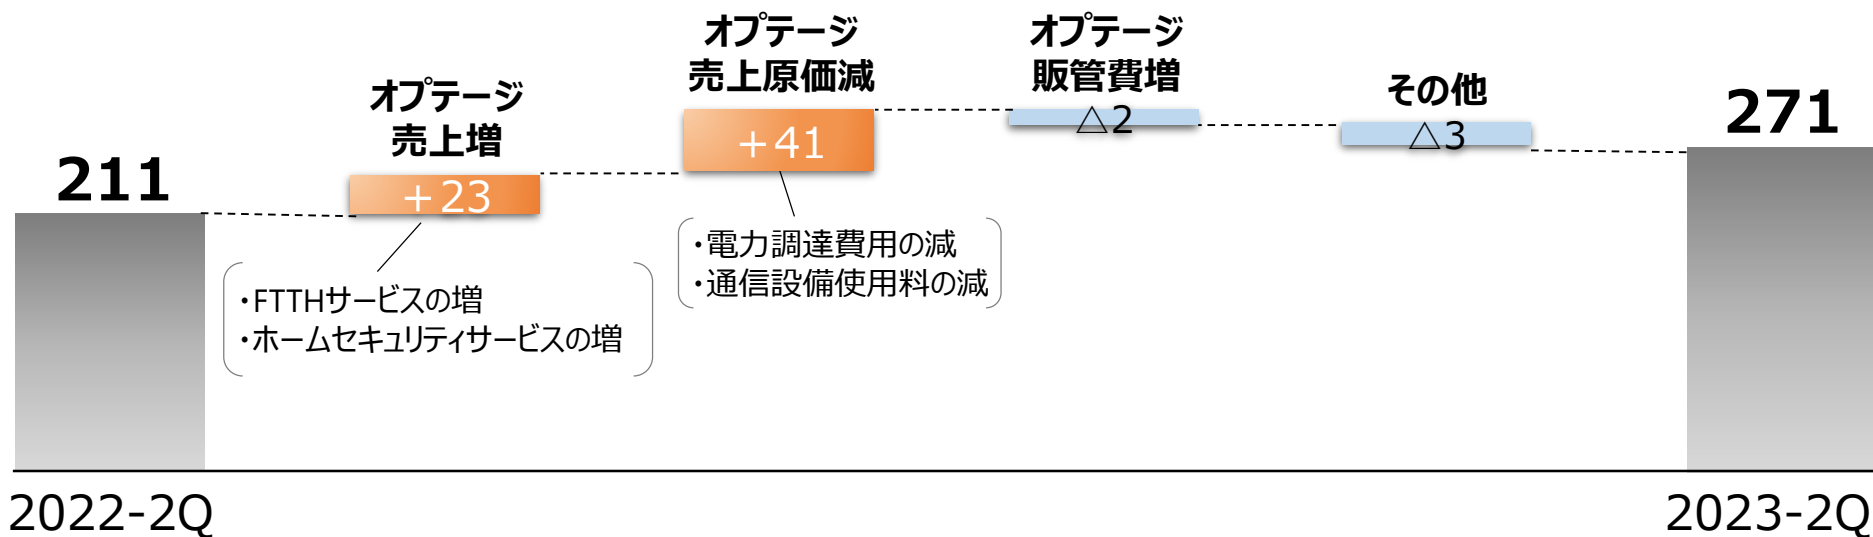 211
オプテージ
売上増
+23
・FTTHサービスの増
・ホームセキュリティサービスの増
オプテージ
売上原価減
+41
・電力調達費用の減
・通信設備使用料の減
オプテージ
販管費増
△2
その他
△3
271
2022-2Q
2023-2Q